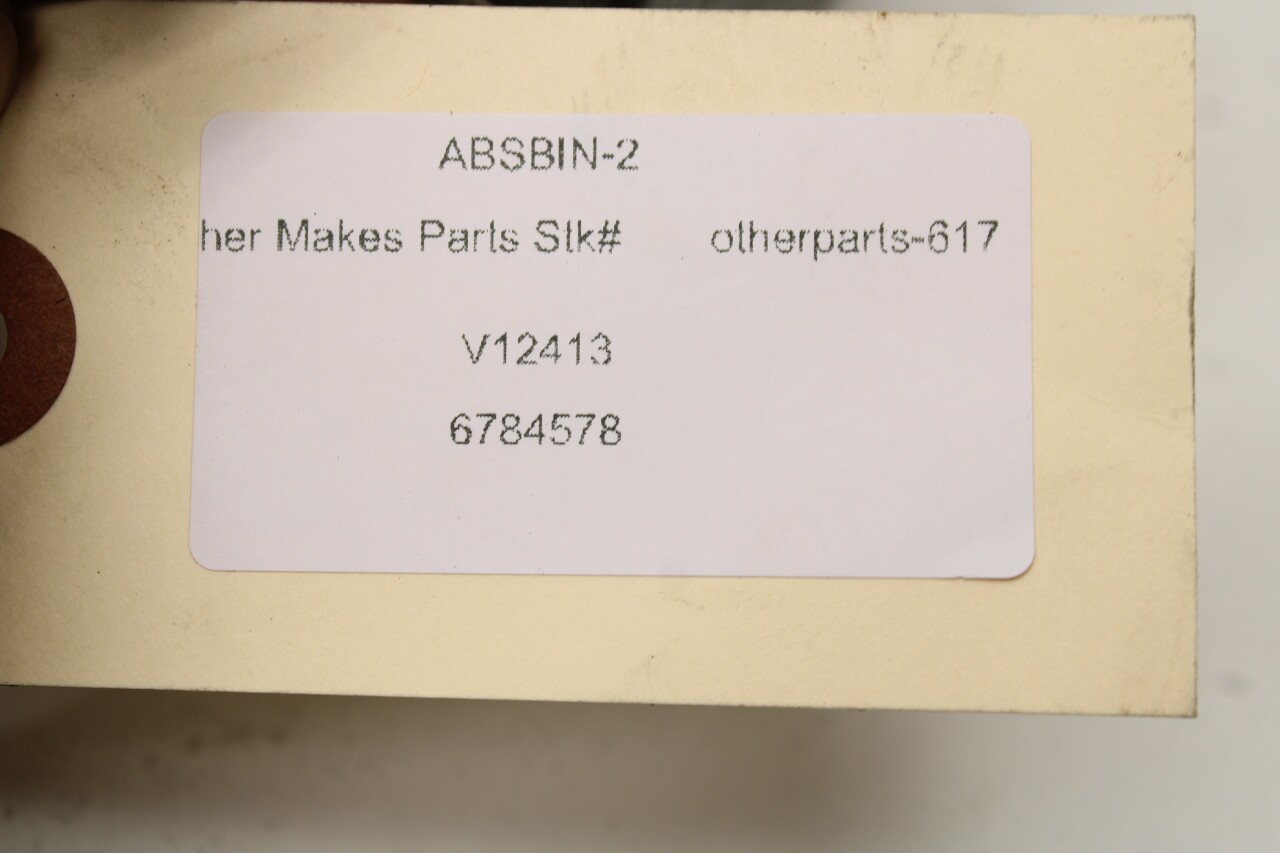 ABSBIN-2
her Makes Parts Stk# otherparts-617
V12413
6784578